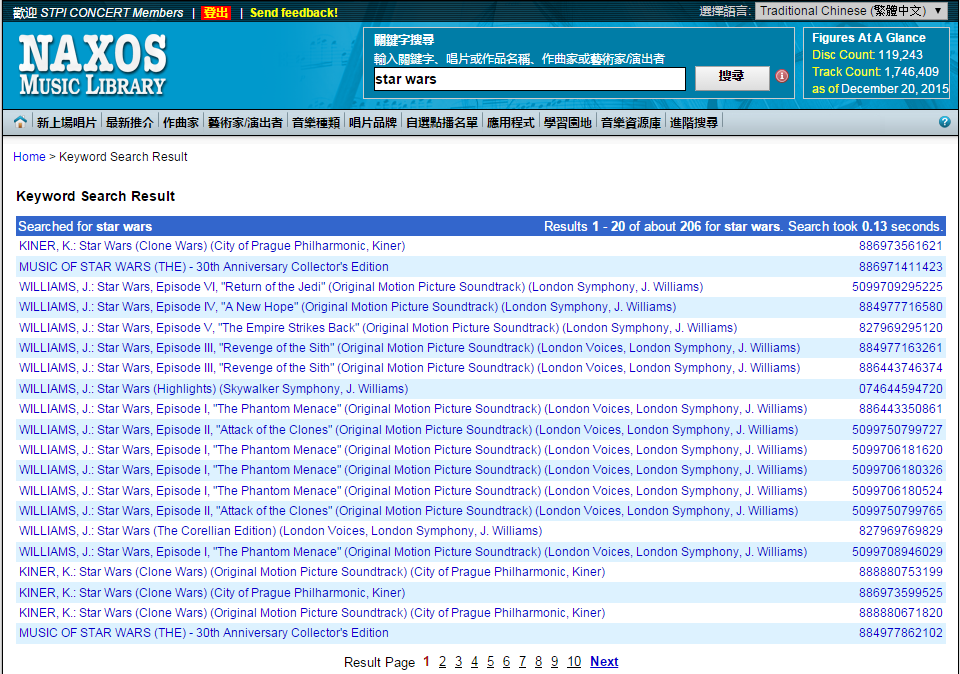 歡迎 STPI CONCERT Members | 登出 | Send feedback!
選擇語言: Traditional Chinese (繁體中文) ▼
NAXOS
MUSIC LIBRARY
關鍵字搜尋
輸入關鍵字、唱片或作品名稱、作曲家或藝術家/演出者
star wars
搜尋
Figures At A Glance
Disc Count: 119,243
Track Count: 1,746,409
as of December 20, 2015
新上場唱片 | 最新推介 | 作曲家 | 藝術家/演出者 | 音樂種類 | 唱片品牌 | 自選點播名單 | 應用程式 | 學習園地 | 音樂資源庫 | 進階搜尋 | ?
Home > Keyword Search Result
Keyword Search Result
Searched for star wars Results 1 - 20 of about 206 for star wars. Search took 0.13 seconds.
KINER, K.: Star Wars (Clone Wars) (City of Prague Philharmonic, Kiner) 886973561621
MUSIC OF STAR WARS (THE) - 30th Anniversary Collector's Edition 886971411423
WILLIAMS, J.: Star Wars, Episode VI, "Return of the Jedi" (Original Motion Picture Soundtrack) (London Symphony, J. Williams) 5099709295225
WILLIAMS, J.: Star Wars, Episode IV, "A New Hope" (Original Motion Picture Soundtrack) (London Symphony, J. Williams) 884977716580
WILLIAMS, J.: Star Wars, Episode V, "The Empire Strikes Back" (Original Motion Picture Soundtrack) (London Symphony, J. Williams) 827969295120
WILLIAMS, J.: Star Wars, Episode III, "Revenge of the Sith" (Original Motion Picture Soundtrack) (London Voices, London Symphony, J. Williams) 884977163261
WILLIAMS, J.: Star Wars, Episode III, "Revenge of the Sith" (Original Motion Picture Soundtrack) (London Voices, London Symphony, J. Williams) 886443746374
WILLIAMS, J.: Star Wars (Highlights) (Skywalker Symphony, J. Williams) 074644594720
WILLIAMS, J.: Star Wars, Episode I, "The Phantom Menace" (Original Motion Picture Soundtrack) (London Voices, London Symphony, J. Williams) 886443350861
WILLIAMS, J.: Star Wars, Episode II, "Attack of the Clones" (Original Motion Picture Soundtrack) (London Voices, London Symphony, J. Williams) 5099750799727
WILLIAMS, J.: Star Wars, Episode I, "The Phantom Menace" (Original Motion Picture Soundtrack) (London Voices, London Symphony, J. Williams) 5099706181620
WILLIAMS, J.: Star Wars, Episode I, "The Phantom Menace" (Original Motion Picture Soundtrack) (London Voices, London Symphony, J. Williams) 5099706180326
WILLIAMS, J.: Star Wars, Episode I, "The Phantom Menace" (Original Motion Picture Soundtrack) (London Voices, London Symphony, J. Williams) 5099706180524
WILLIAMS, J.: Star Wars, Episode II, "Attack of the Clones" (Original Motion Picture Soundtrack) (London Voices, London Symphony, J. Williams) 5099750799765
WILLIAMS, J.: Star Wars (The Corellian Edition) (London Voices, London Symphony, J. Williams) 827969769829
WILLIAMS, J.: Star Wars, Episode I, "The Phantom Menace" (Original Motion Picture Soundtrack) (London Voices, London Symphony, J. Williams) 5099708946029
KINER, K.: Star Wars (Clone Wars) (Original Motion Picture Soundtrack) (City of Prague Philharmonic, Kiner) 888880753199
KINER, K.: Star Wars (Clone Wars) (City of Prague Philharmonic, Kiner) 886973599525
KINER, K.: Star Wars (Clone Wars) (Original Motion Picture Soundtrack) (City of Prague Philharmonic, Kiner) 888880671820
MUSIC OF STAR WARS (THE) - 30th Anniversary Collector's Edition 884977862102
Result Page 1 2 3 4 5 6 7 8 9 10 Next